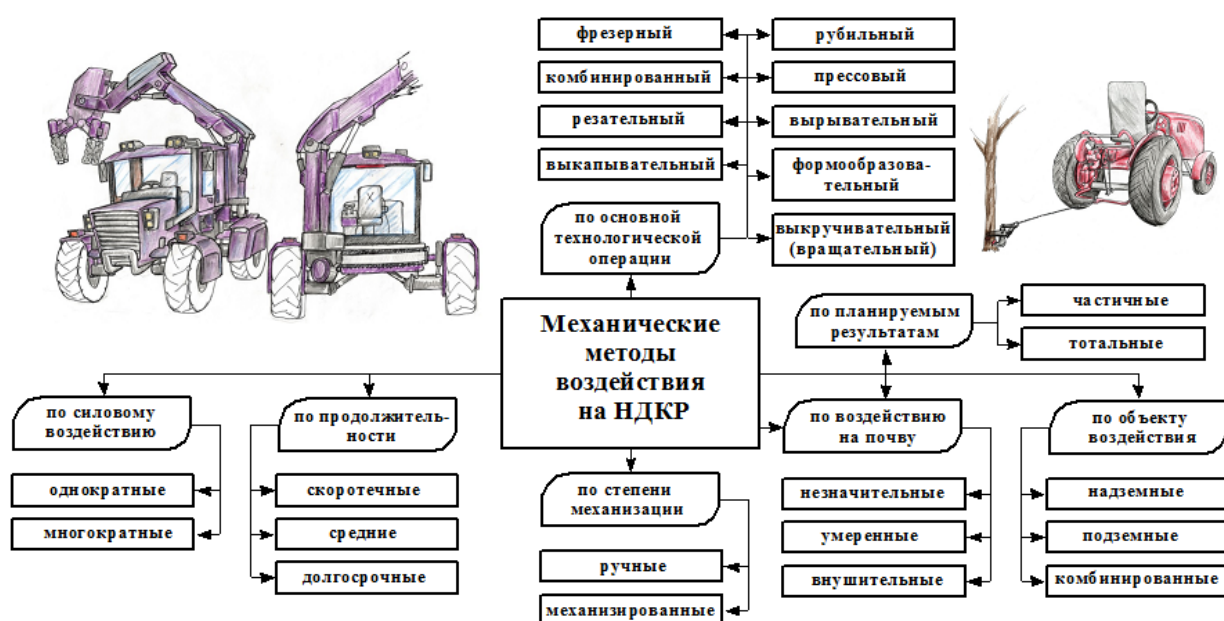 фрезерный
рубильный
комбинированный
прессовый
резательный
вырывательный
выкапывательный
формообразова-
тельный
по основной
технологической
операции
выкручивательный
(вращательный)
Механические
методы
воздействия
на НДКР
по планируемым
результатам
частичные
тотальные
по силовому
воздействию
однократные
многократные
по продолжитель-
ности
скоротечные
средние
долгосрочные
по степени
механизации
ручные
механизированные
по воздействию
на почву
незначительные
умеренные
внушительные
по объекту
воздействия
надземные
подземные
комбинированные